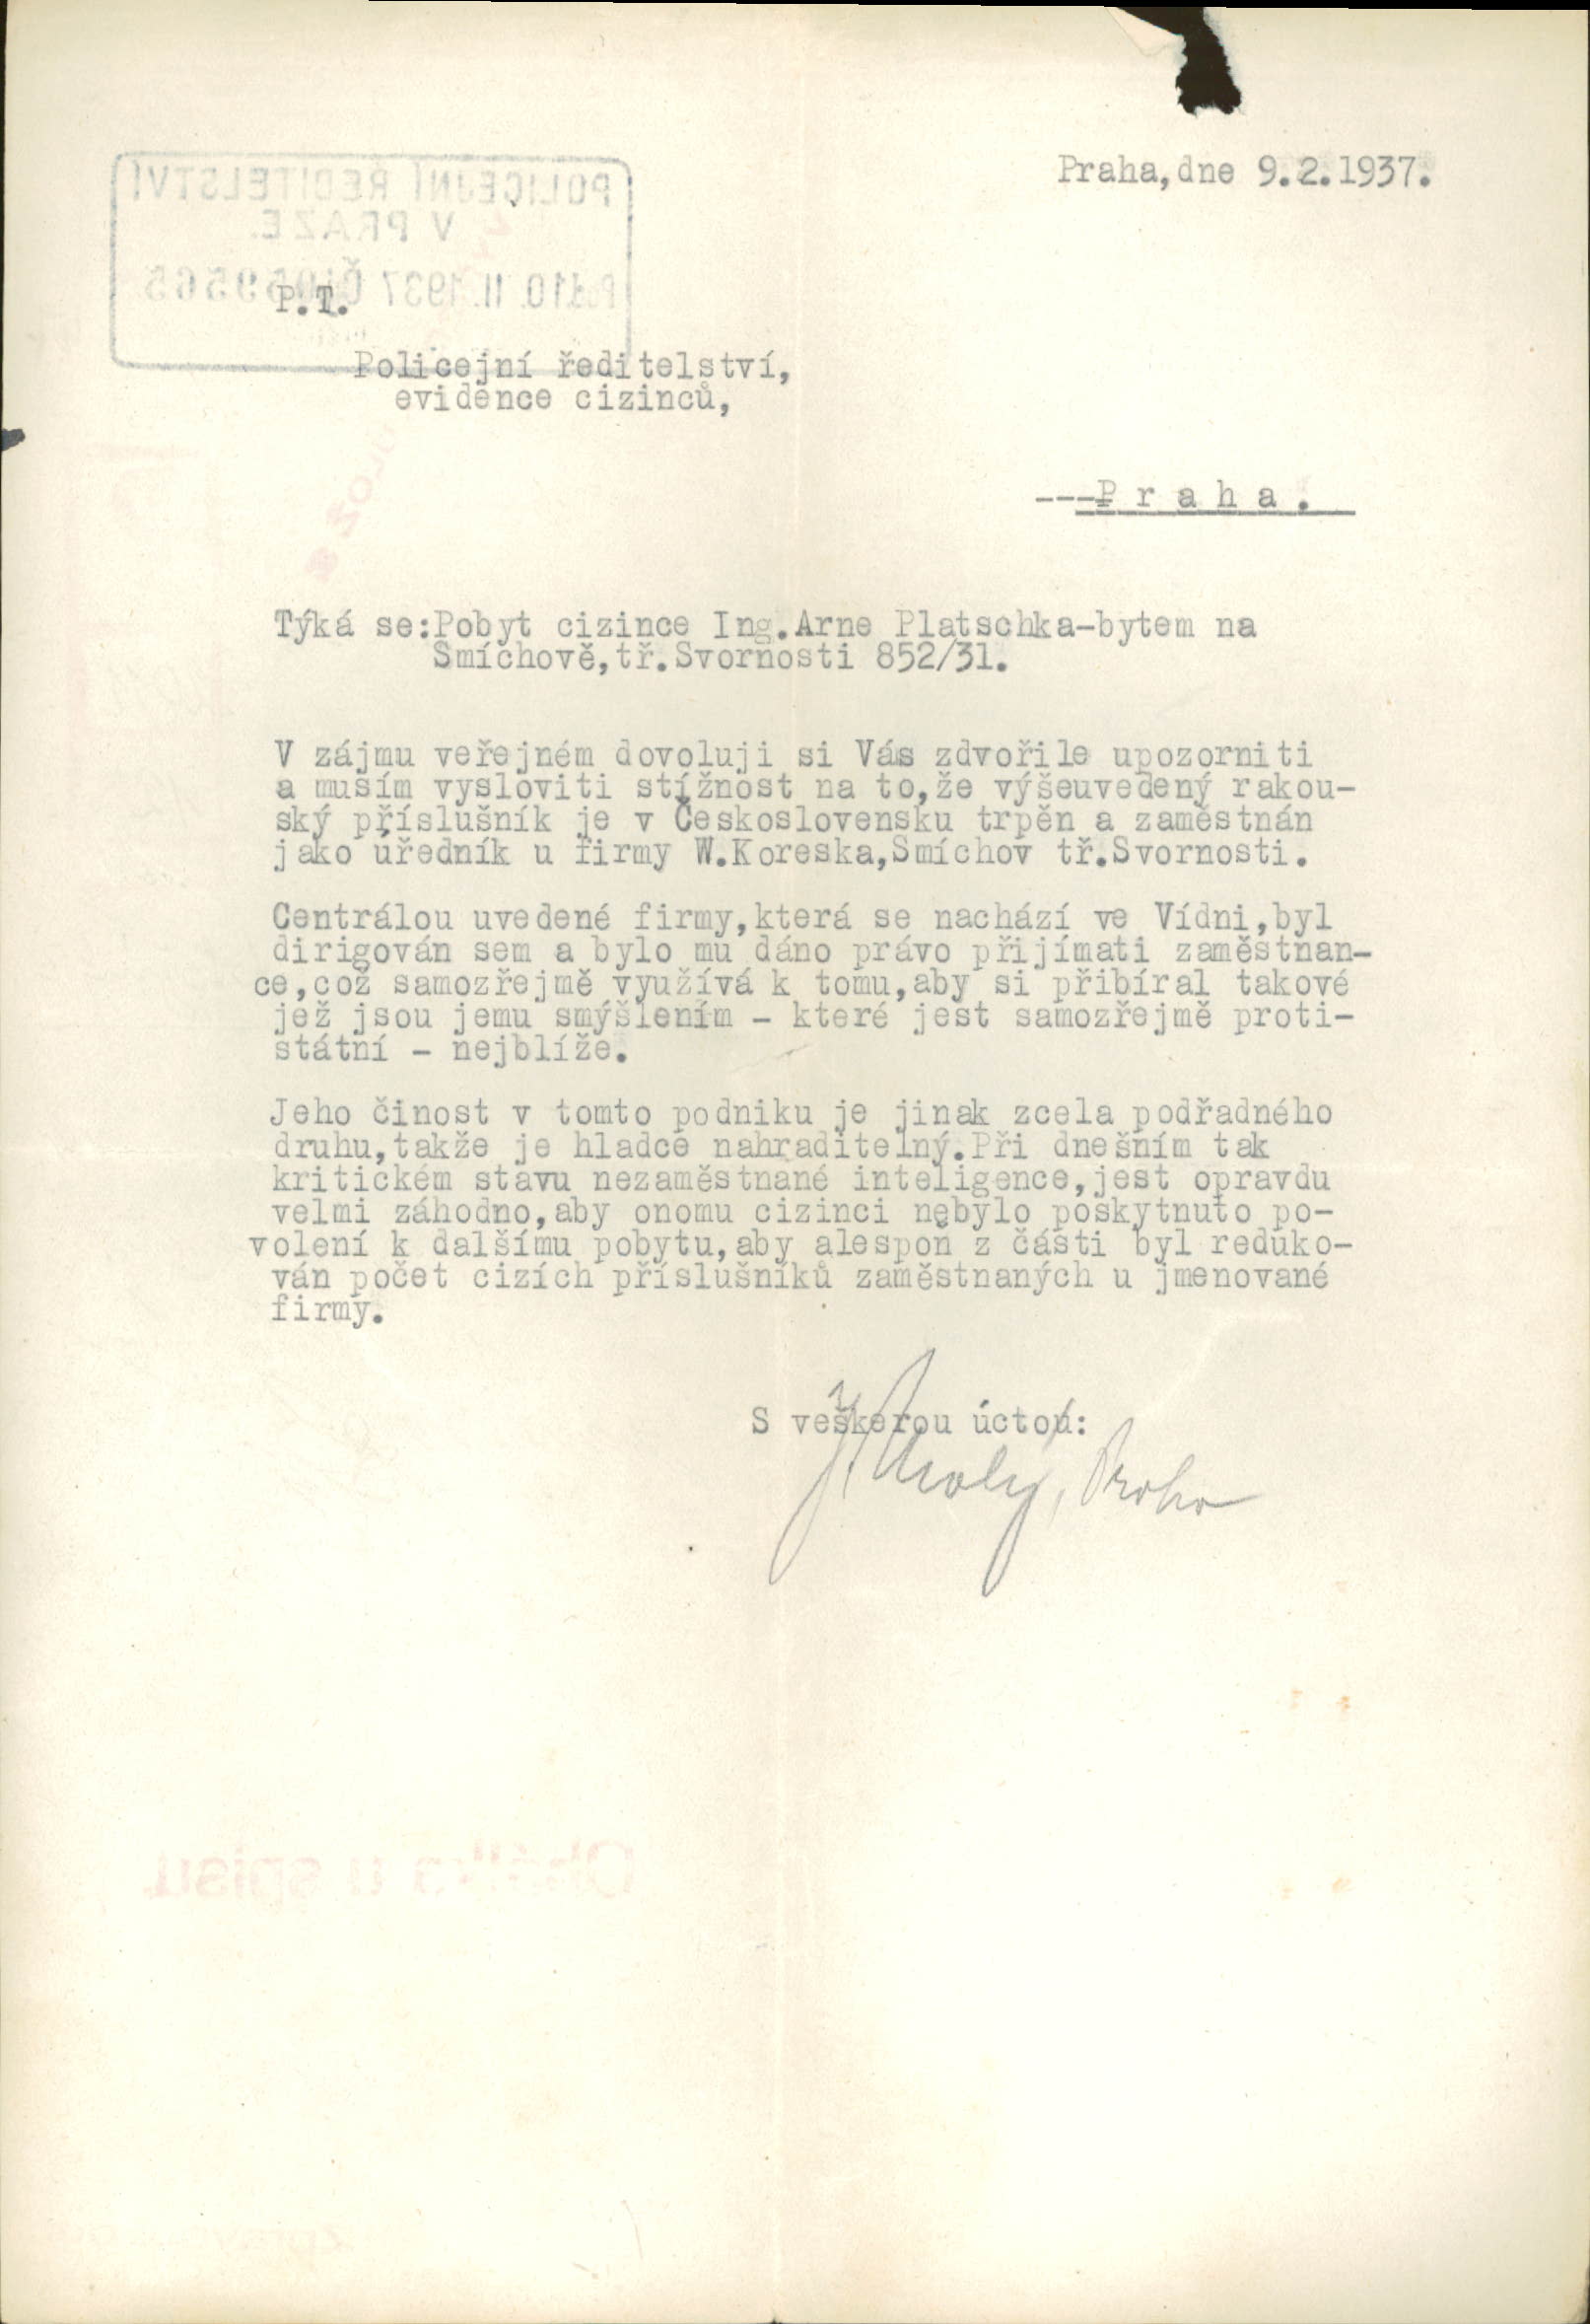 Praha,dne 9.2.1937.
POLICEJNÍ ŘEDITELSTVÍ
V PRAZE.
10. II. 1937
P.T.
Policejní ředitelství,
evidence cizinců,
---P r a h a .
Týká se:Pobyt cizince Ing.Arne Platschka-bytem na
Smíchově,tř.Svornosti 852/31.
V zájmu veřejném dovoluji si Vás zdvořile upozorniti
a musím vysloviti stížnost na to,že výšeuvedený rakou-
ský příslušník je v Československu trpěn a zaměstnán
jako úředník u firmy W.Koreska,Smíchov tř.Svornosti.
Centrálou uvedené firmy,která se nachází ve Vídni,byl
dirigován sem a bylo mu dáno právo přijímati zaměstnan-
ce,což samozřejmě využívá k tomu,aby si přibíral takové
jež jsou jemu smýšlením - které jest samozřejmě proti-
státní - nejblíže.
Jeho činost v tomto podniku je jinak zcela podřadného
druhu,takže je hladce nahraditelný.Při dnešním tak
kritickém stavu nezaměstnané inteligence,jest opravdu
velmi záhodno,aby onomu cizinci nebylo poskytnuto po-
volení k dalšímu pobytu,aby alespon z části byl reduko-
ván počet cizích příslušníků zaměstnaných u jmenované
firmy.
S veškerou úctou:
Praha
u spisu.